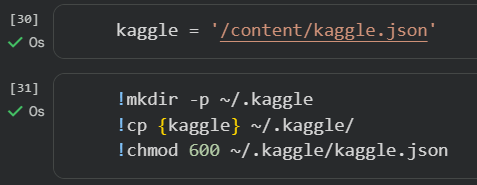 [30]
0s
kaggle = '/content/kaggle.json'
[31]
0s
!mkdir -p ~/.kaggle
!cp {kaggle} ~/.kaggle/
!chmod 600 ~/.kaggle/kaggle.json